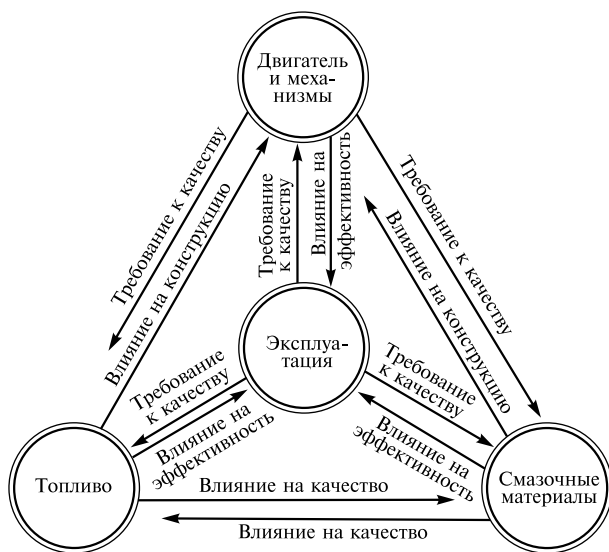 Двигатель
и меха-
низмы
Требование к качеству
Влияние на конструкцию
Требование
к качеству
Влияние на
эффективность
Требование к качеству
Влияние на конструкцию
Эксплуа-
тация
Требование
к качеству
Влияние на
эффективность
Требование
к качеству
Влияние на
эффективность
Топливо
Влияние на качество
Влияние на качество
Смазочные
материалы